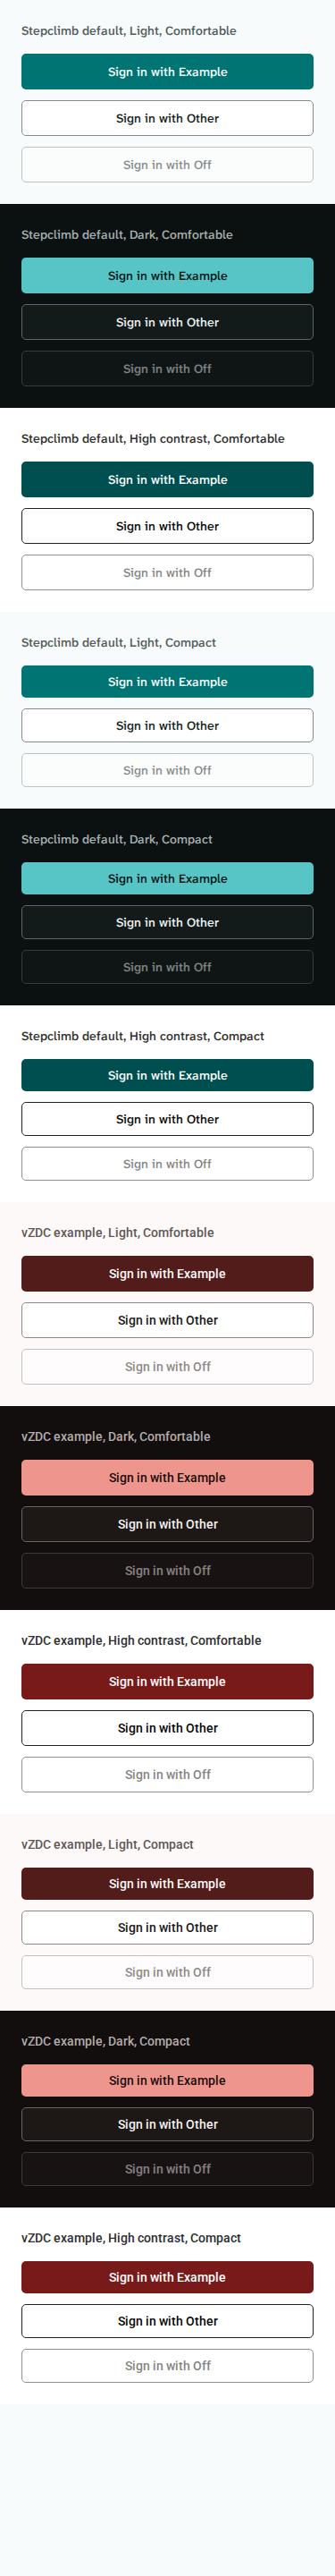 Stepclimb default, Light, Comfortable
Sign in with Example
Sign in with Other
Sign in with Off
Stepclimb default, Dark, Comfortable
Sign in with Example
Sign in with Other
Sign in with Off
Stepclimb default, High contrast, Comfortable
Sign in with Example
Sign in with Other
Sign in with Off
Stepclimb default, Light, Compact
Sign in with Example
Sign in with Other
Sign in with Off
Stepclimb default, Dark, Compact
Sign in with Example
Sign in with Other
Sign in with Off
Stepclimb default, High contrast, Compact
Sign in with Example
Sign in with Other
Sign in with Off
vZDC example, Light, Comfortable
Sign in with Example
Sign in with Other
Sign in with Off
vZDC example, Dark, Comfortable
Sign in with Example
Sign in with Other
Sign in with Off
vZDC example, High contrast, Comfortable
Sign in with Example
Sign in with Other
Sign in with Off
vZDC example, Light, Compact
Sign in with Example
Sign in with Other
Sign in with Off
vZDC example, Dark, Compact
Sign in with Example
Sign in with Other
Sign in with Off
vZDC example, High contrast, Compact
Sign in with Example
Sign in with Other
Sign in with Off